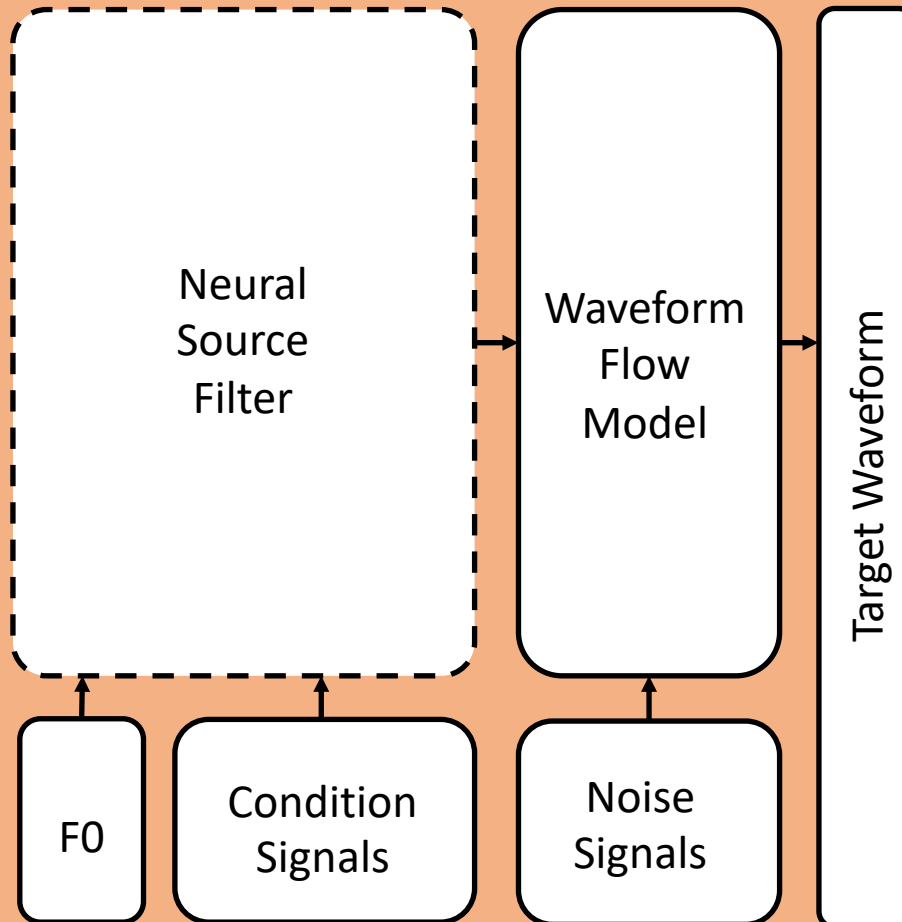 Neural
Source
Filter
Waveform
Flow
Model
Target Waveform
F0
Condition
Signals
Noise
Signals